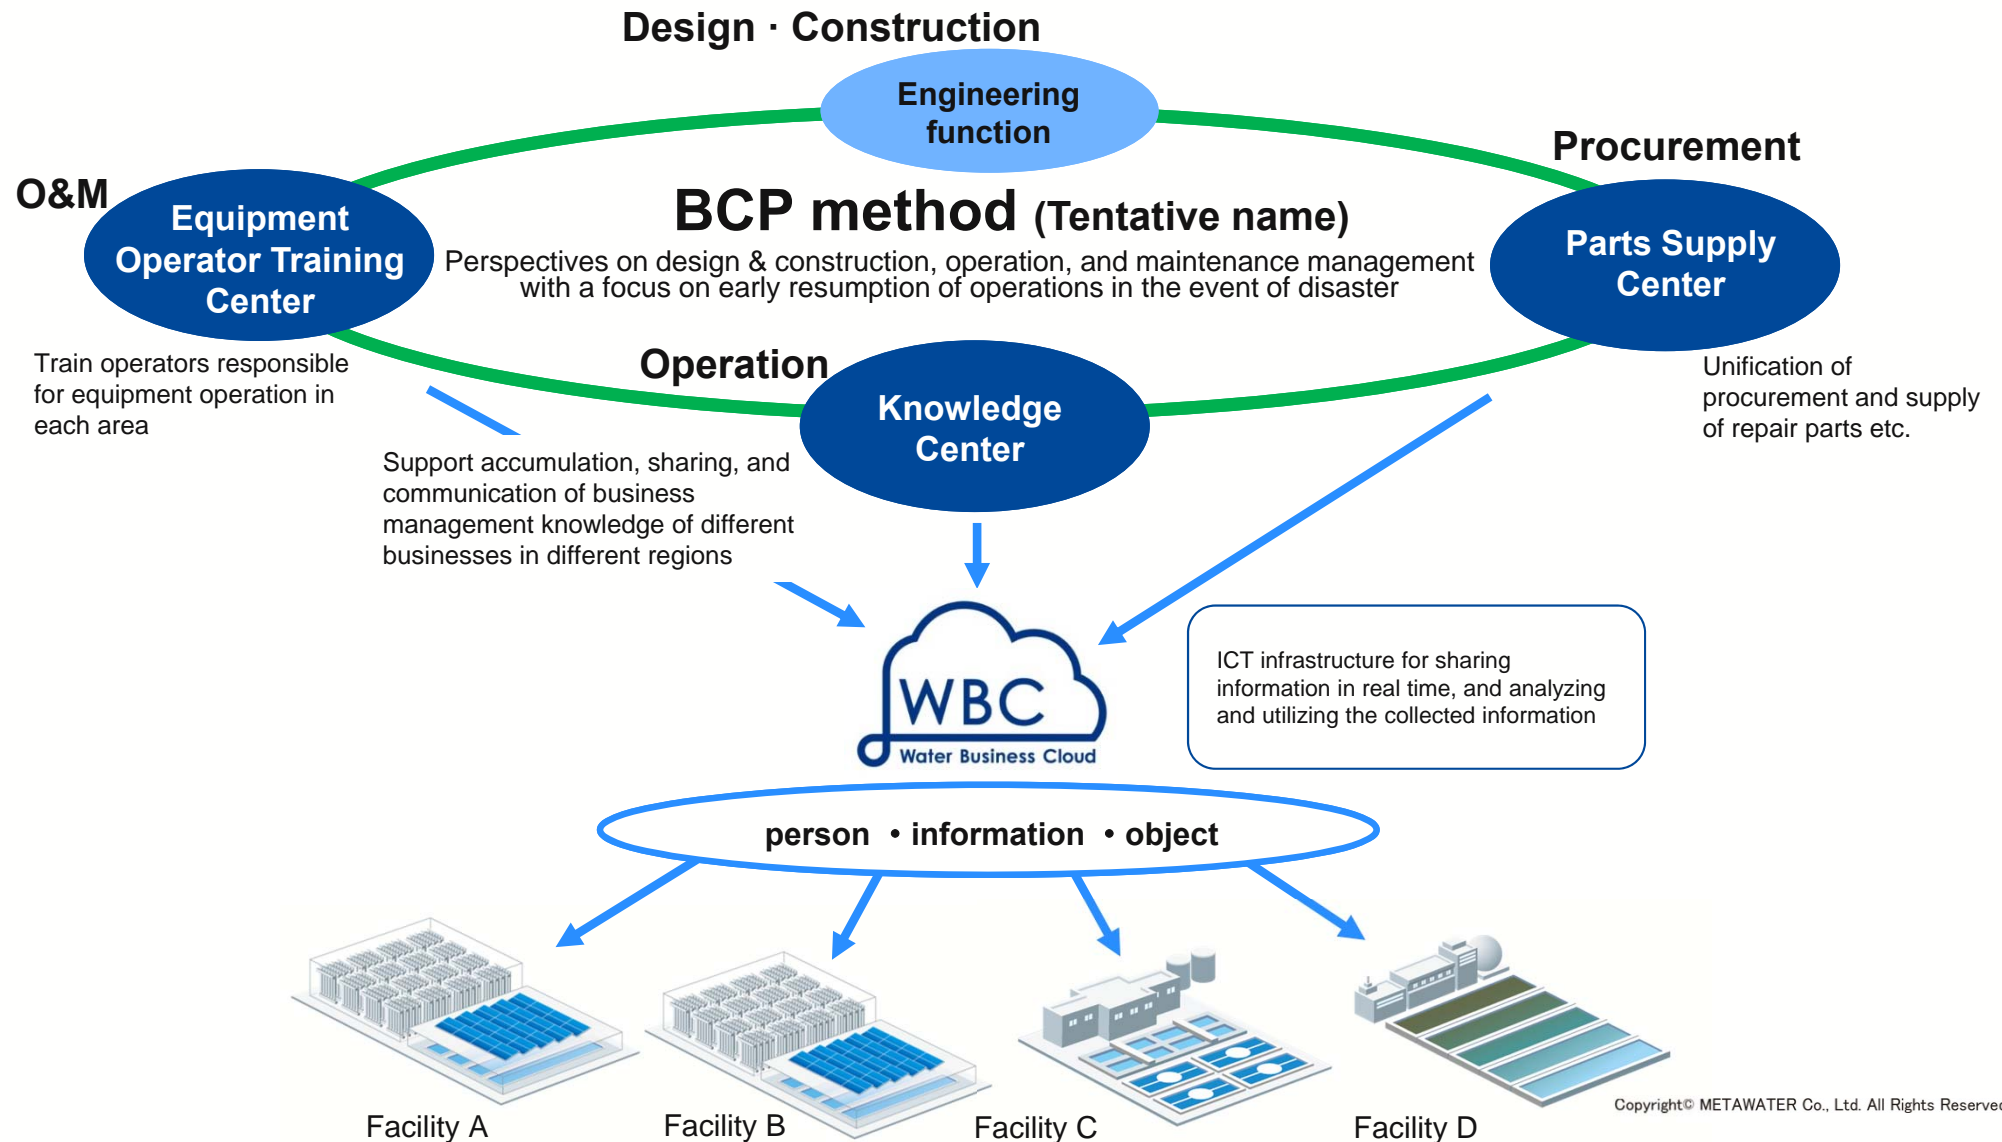 Design · Construction
Engineering
function
Procurement
O&M
Equipment
Operator Training
Center
BCP method (Tentative name)
Perspectives on design & construction, operation, and maintenance management
with a focus on early resumption of operations in the event of disaster
Parts Supply
Center
Train operators responsible
for equipment operation in
each area
Operation
Knowledge
Center
Unification of
procurement and supply
of repair parts etc.
Support accumulation, sharing, and
communication of business
management knowledge of different
businesses in different regions
WBC
Water Business Cloud
ICT infrastructure for sharing
information in real time, and analyzing
and utilizing the collected information
person ・information ・object
Facility A
Facility B
Facility C
Facility D
Copyright© METAWATER Co., Ltd. All Rights Reserved